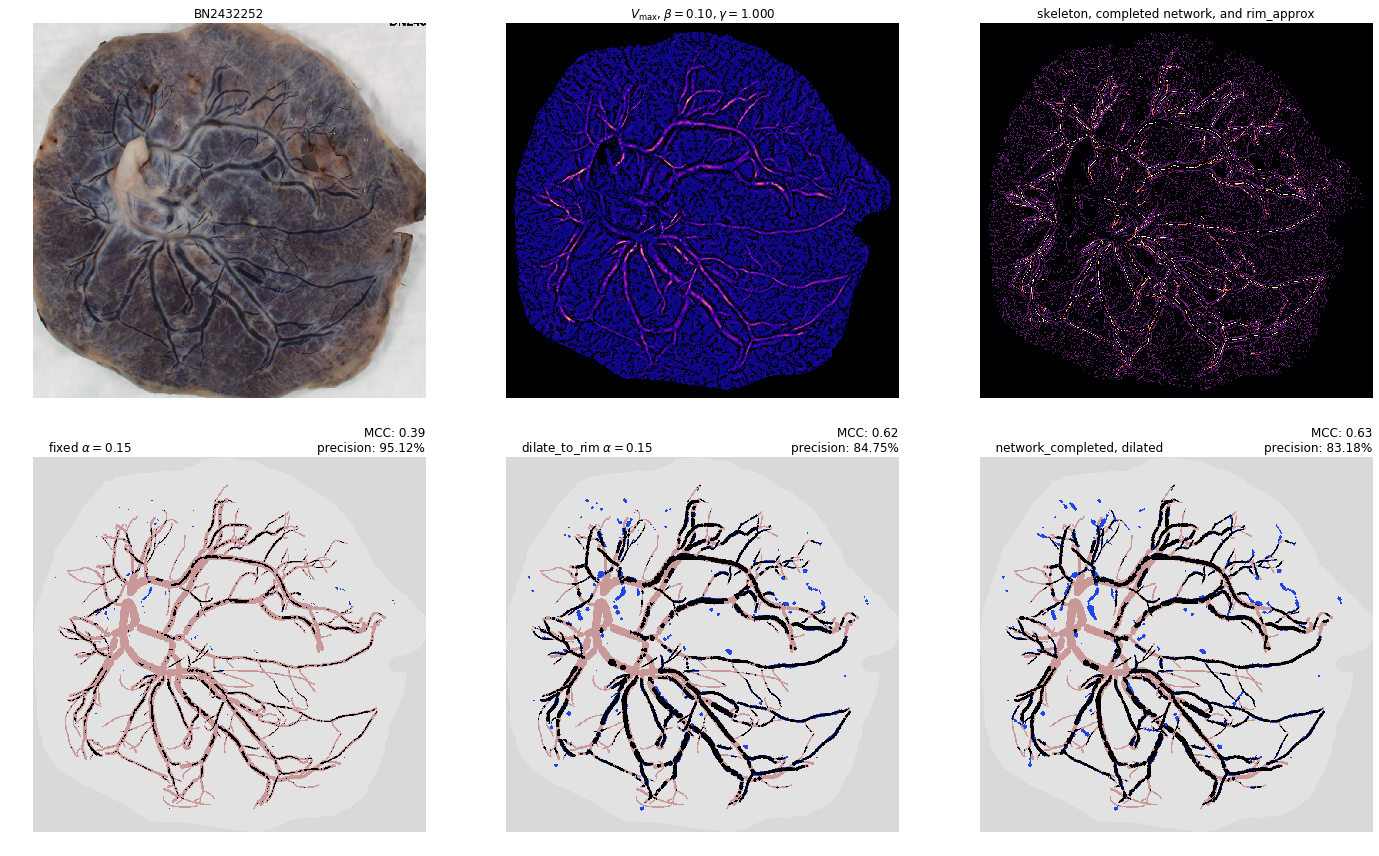 BN2432252
V_max, β = 0.10, γ = 1.000
skeleton, completed network, and rim_approx
MCC: 0.39
fixed α = 0.15 precision: 95.12%
MCC: 0.62
dilate_to_rim α = 0.15 precision: 84.75%
MCC: 0.63
network_completed, dilated precision: 83.18%